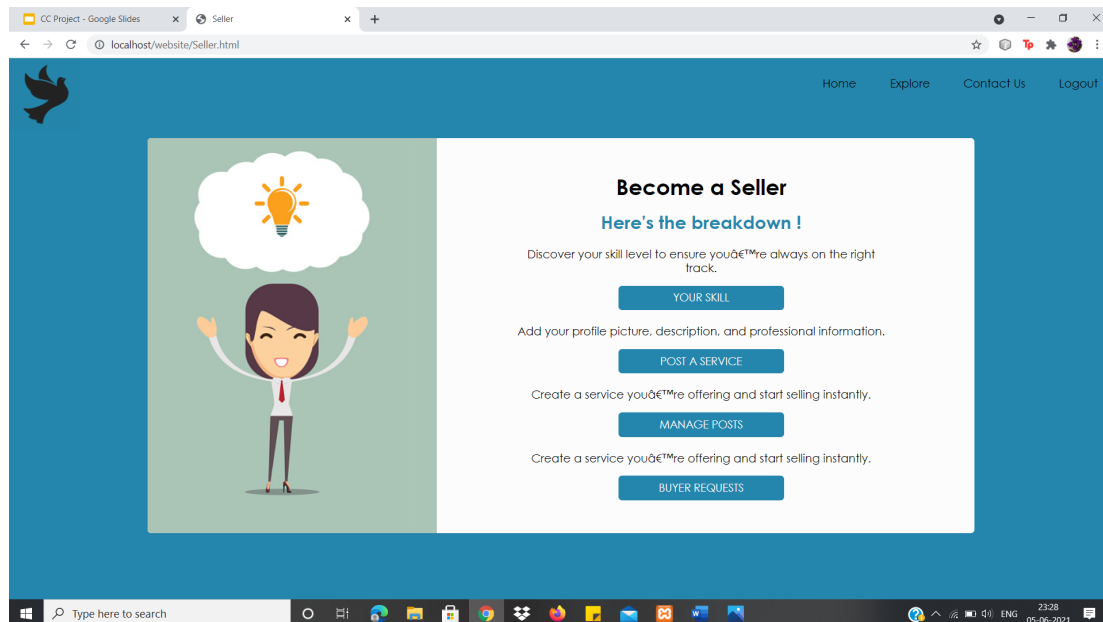 CC Project - Google Slides
Seller
localhost/website/Seller.html
Tp
Home Explore Contact Us Logout
Become a Seller
Here's the breakdown !
Discover your skill level to ensure youâ€™re always on the right
track.
YOUR SKILL
Add your profile picture, description, and professional information.
POST A SERVICE
Create a service youâ€™re offering and start selling instantly.
MANAGE POSTS
Create a service youâ€™re offering and start selling instantly.
BUYER REQUESTS
Type here to search
ENG
23:28
05-06-2021